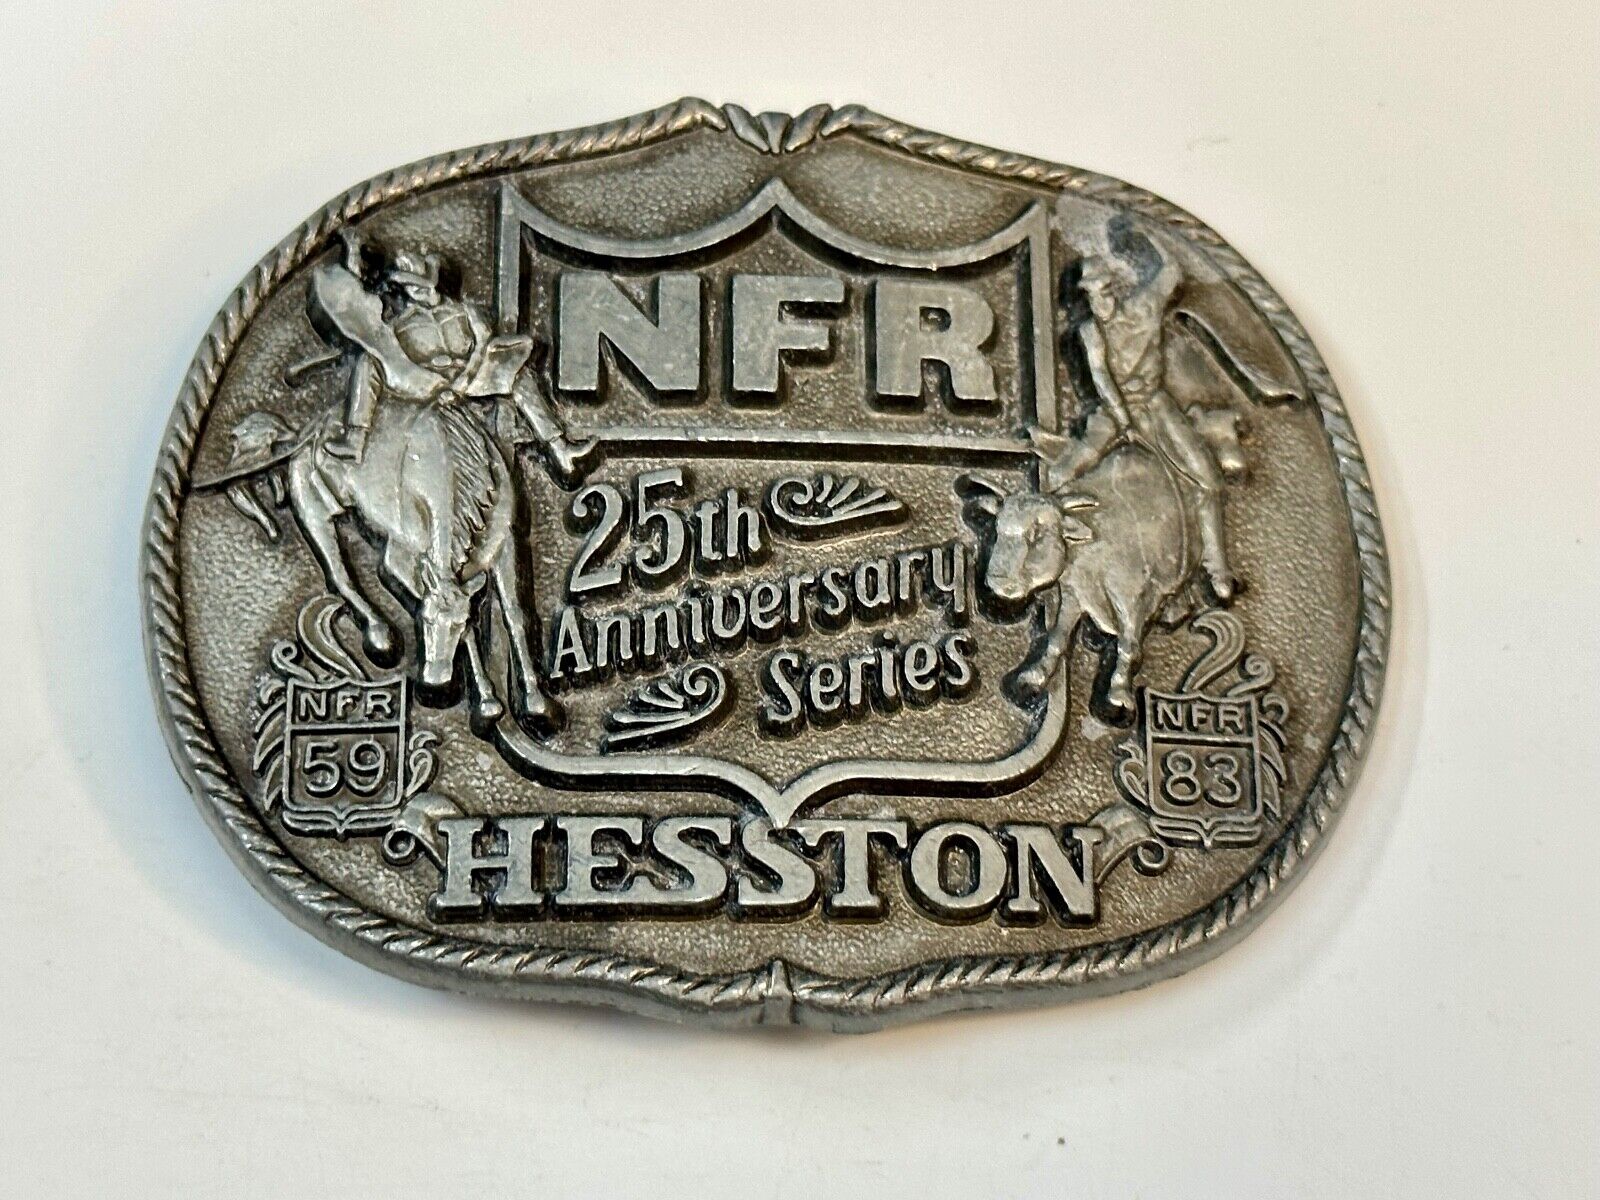 NFR
25th
Anniversary
Series
NFR
59
NFR
83
HESSTON